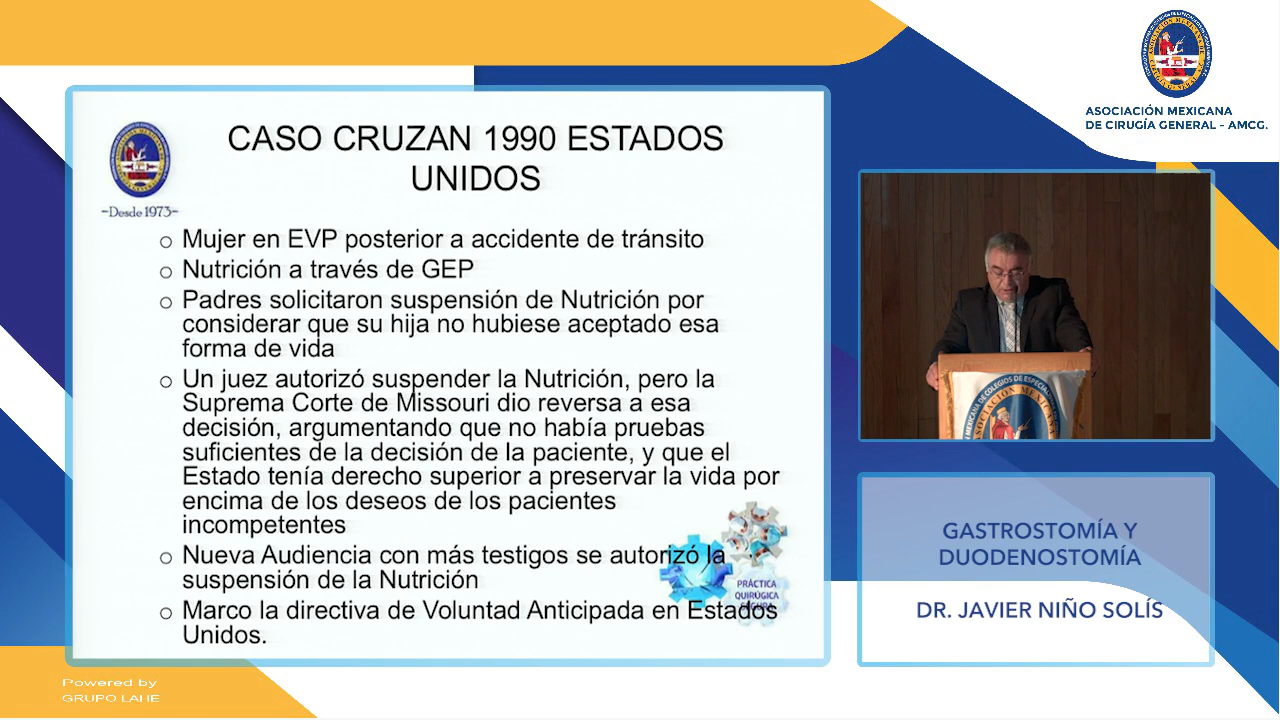 ASOCIACIÓN MEXICANA
DE CIRUGÍA GENERAL - AMCG.
CASO CRUZAN 1990 ESTADOS
UNIDOS
~Desde 1973~
o Mujer en EVP posterior a accidente de tránsito
o Nutrición a través de GEP
o Padres solicitaron suspensión de Nutrición por
considerar que su hija no hubiese aceptado esa
forma de vida
o Un juez autorizó suspender la Nutrición, pero la
Suprema Corte de Missouri dio reversa a esa
decisión, argumentando que no había pruebas
suficientes de la decisión de la paciente, y que el
Estado tenía derecho superior a preservar la vida por
encima de los deseos de los pacientes
incompetentes
o Nueva Audiencia con más testigos se autorizó la
suspensión de la Nutrición
o Marco la directiva de Voluntad Anticipada en Estados
Unidos.
PRÁCTICA
QUIRÚGICA
GASTROSTOMÍA Y
DUODENOSTOMÍA
DR. JAVIER NIÑO SOLÍS
Powered by
GRUPO LAHE